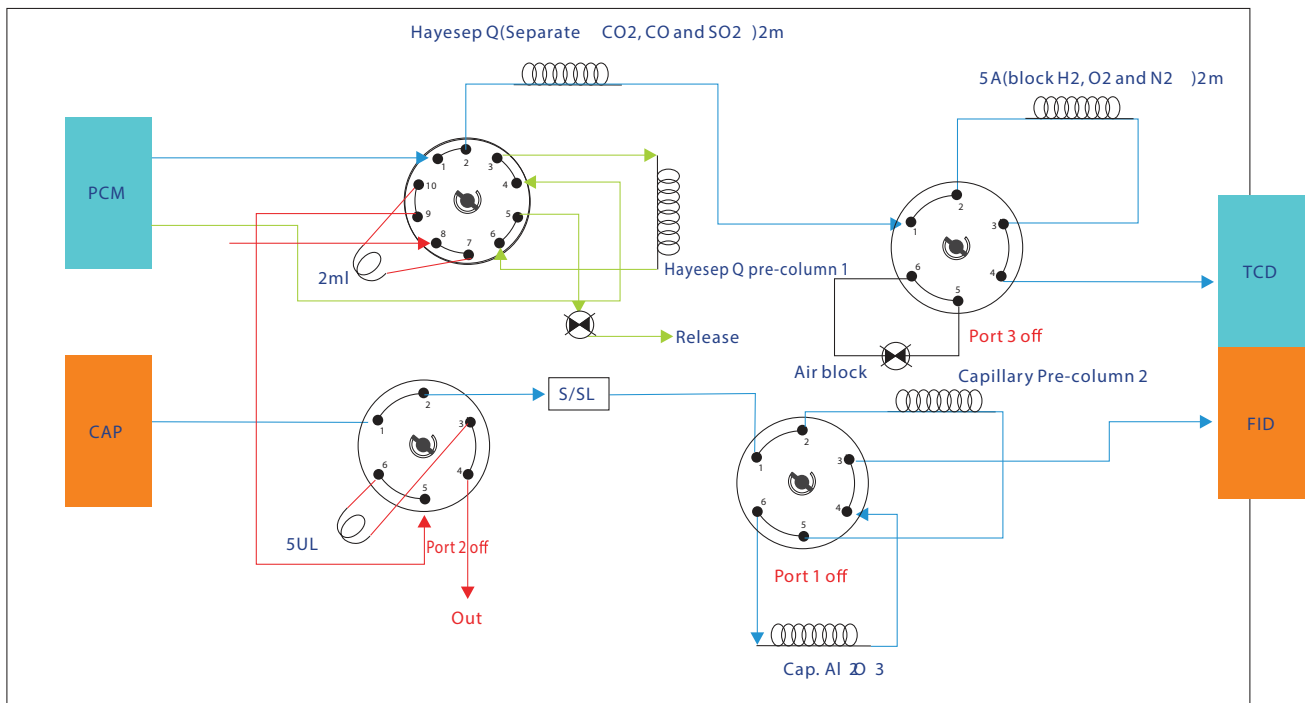 Hayesep Q(Separate CO2, CO and SO2 )2m
5A(block H2, O2 and N2 )2m
PCM
1
2
3
4
5
6
7
8
9
10
2ml
Hayesep Q pre-column 1
Release
1
2
3
4
5
6
Port 3 off
Air block
TCD
CAP
1
2
3
4
5
6
S/SL
5UL
Port 2 off
Out
Capillary Pre-column 2
1
2
3
4
5
6
Port 1 off
FID
Cap. Al 2O 3